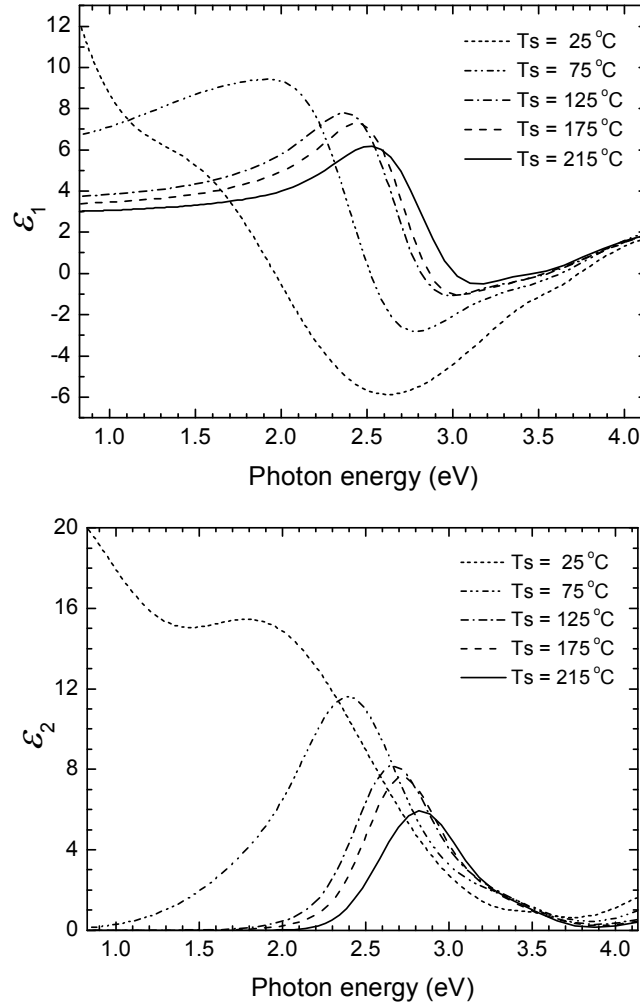 12
10
8
6
4
2
0
-2
-4
-6
ε1
Ts = 25 °C
Ts = 75 °C
Ts = 125 °C
Ts = 175 °C
Ts = 215 °C
1.0 1.5 2.0 2.5 3.0 3.5 4.0
Photon energy (eV)
20
16
12
8
4
0
ε2
Ts = 25 °C
Ts = 75 °C
Ts = 125 °C
Ts = 175 °C
Ts = 215 °C
1.0 1.5 2.0 2.5 3.0 3.5 4.0
Photon energy (eV)